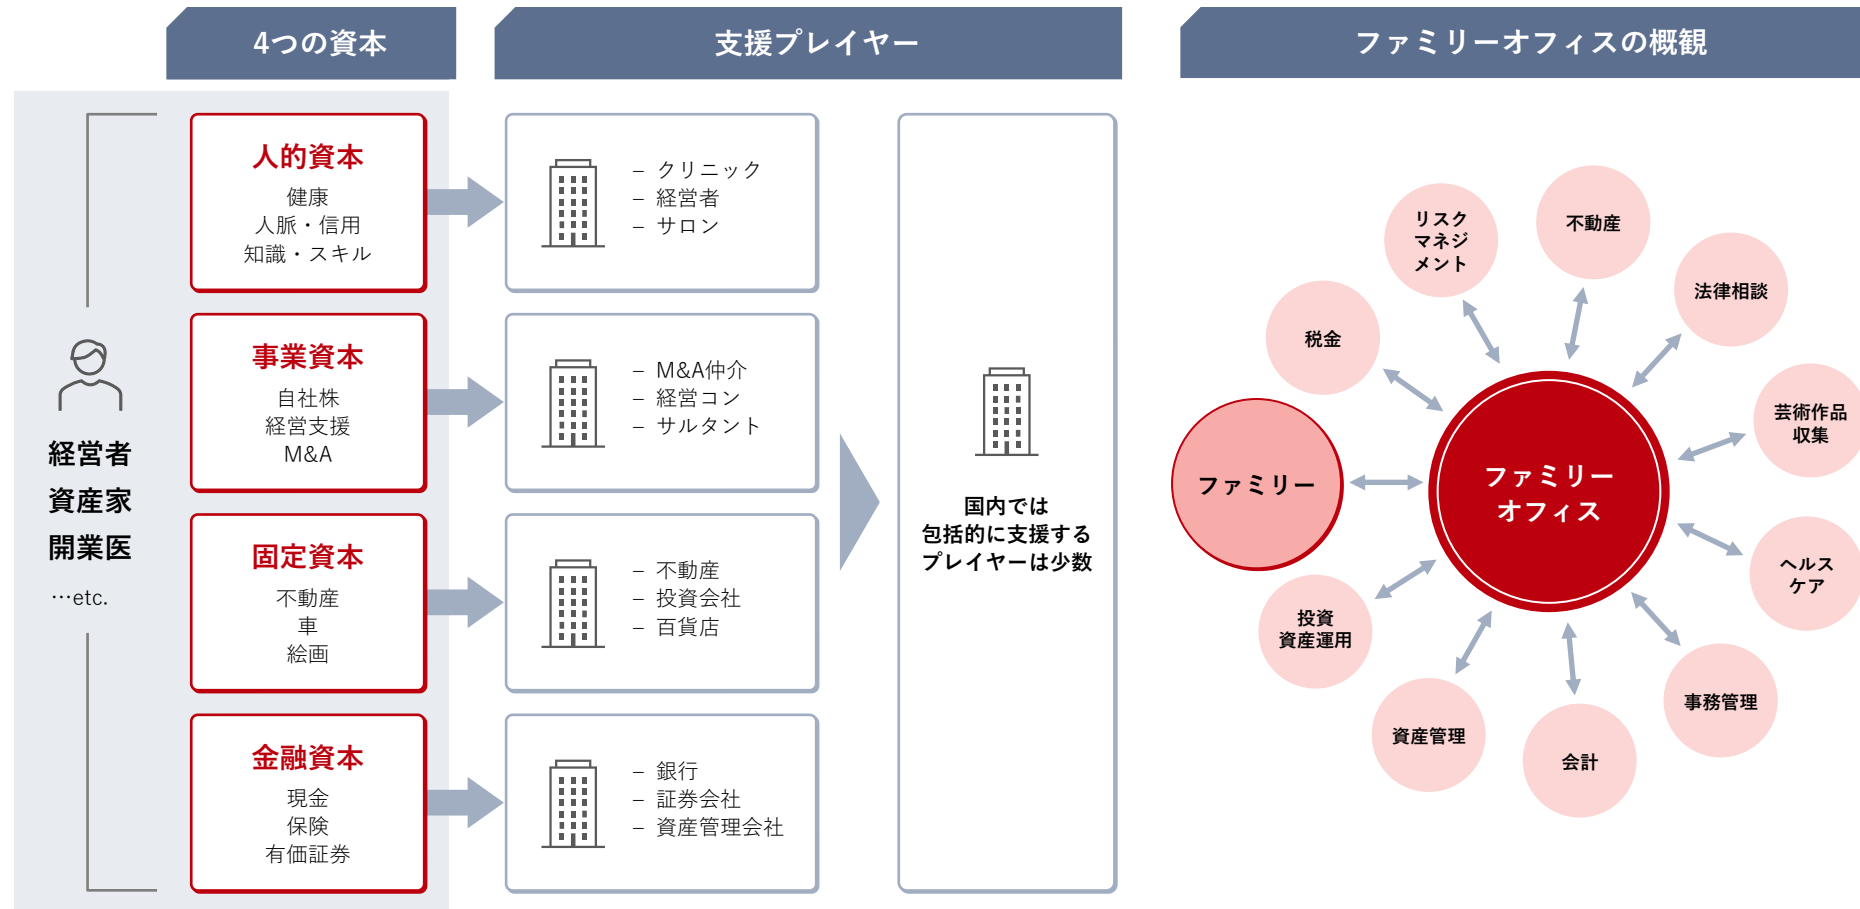 4つの資本
支援プレイヤー
ファミリーオフィスの概観
経営者
資産家
開業医
…etc.
人的資本
健康
人脈・信用
知識・スキル
– クリニック
– 経営者
– サロン
事業資本
自社株
経営支援
M&A
– M&A仲介
– 経営コン
– サルタント
固定資本
不動産
車
絵画
– 不動産
– 投資会社
– 百貨店
金融資本
現金
保険
有価証券
– 銀行
– 証券会社
– 資産管理会社
国内では
包括的に支援する
プレイヤーは少数
ファミリー
ファミリー
オフィス
税金
リスク
マネジ
メント
不動産
法律相談
芸術作品
収集
ヘルス
ケア
事務管理
会計
資産管理
投資
資産運用